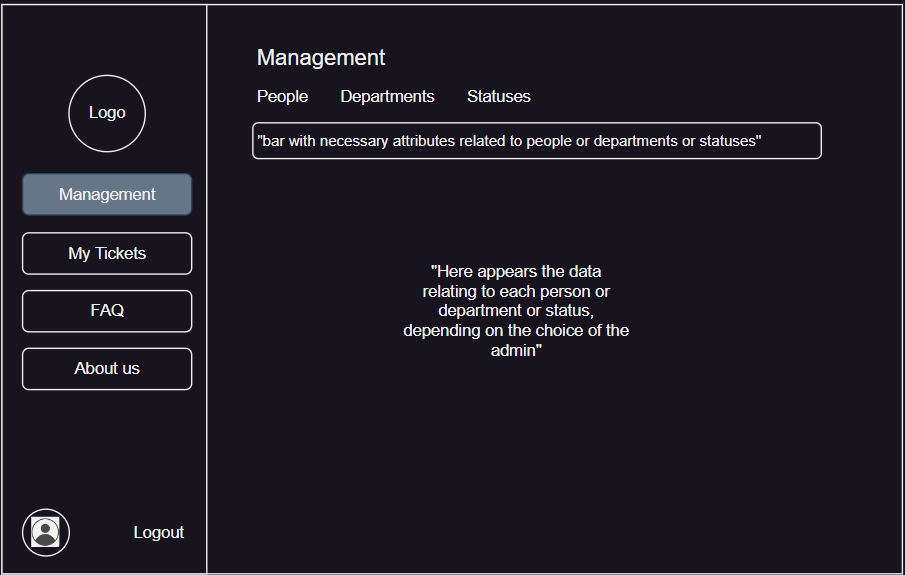 Logo
Management
My Tickets
FAQ
About us
Logout
Management
People Departments Statuses
"bar with necessary attributes related to people or departments or statuses"
"Here appears the data
relating to each person or
department or status,
depending on the choice of the
admin"